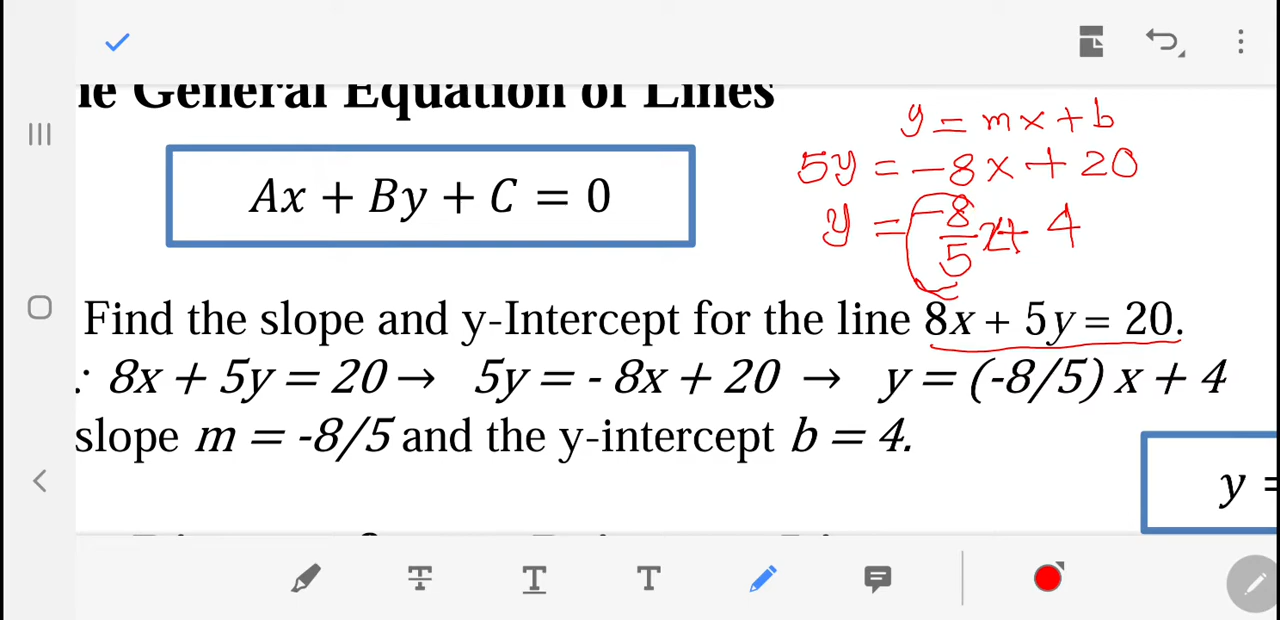 ne General Equation of Lines
y = mx + b
Ax + By + C = 0
5y = -8x + 20
y = -8/5 x + 4
Find the slope and y-Intercept for the line 8x + 5y = 20.
: 8x + 5y = 20 → 5y = - 8x + 20 → y = (-8/5) x + 4
slope m = -8/5 and the y-intercept b = 4.
y =
T T T